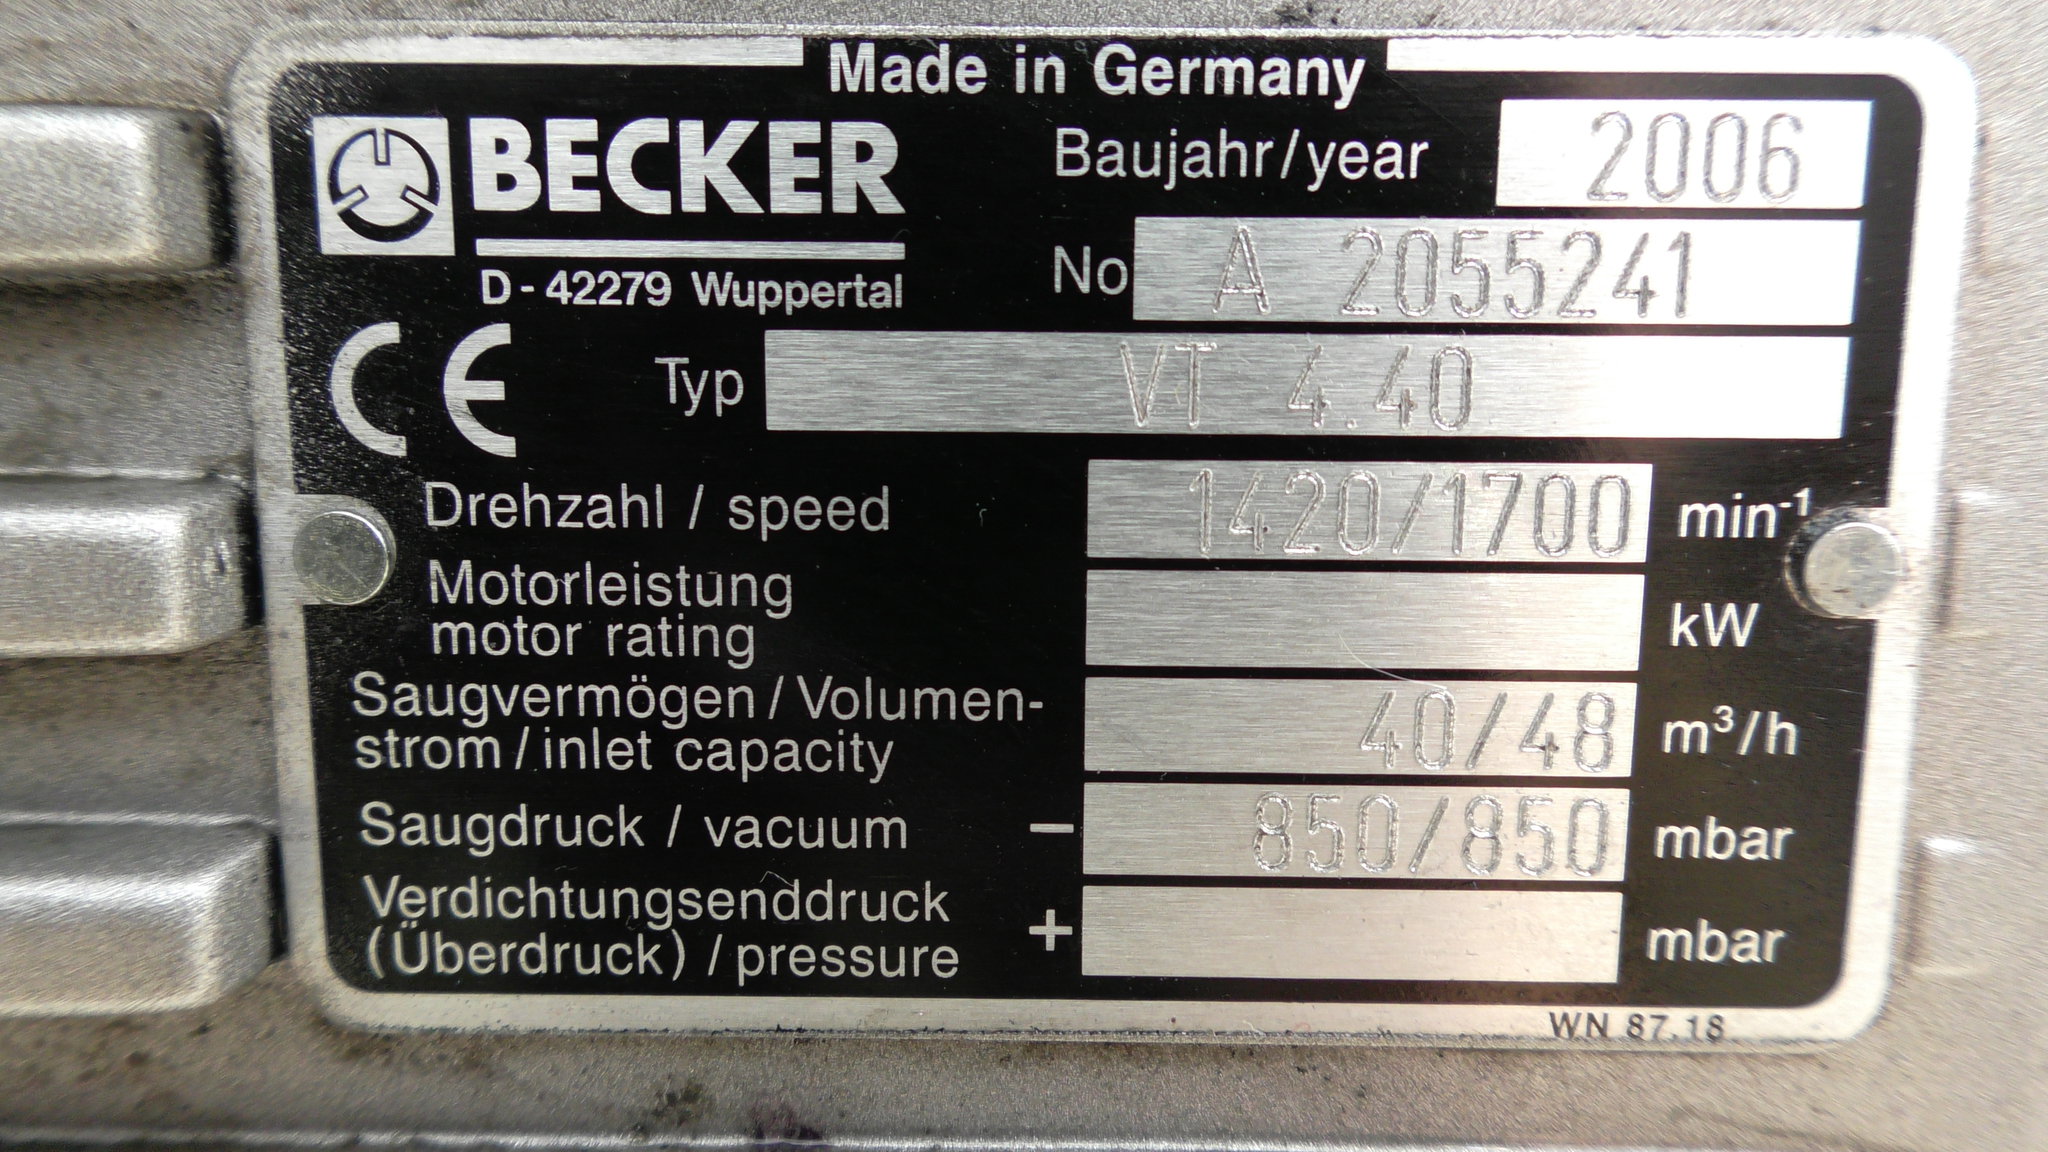 Made in Germany
BECKER
D - 42279 Wuppertal
Baujahr/year 2006
No A 2055241
CE
Typ VT 4.40
Drehzahl / speed 1420/1700 min⁻¹
Motorleistung
motor rating kW
Saugvermögen / Volumen-
strom / inlet capacity 40/48 m³/h
Saugdruck / vacuum − 850/850 mbar
Verdichtungsenddruck
(Überdruck) / pressure + mbar
WN 87.18